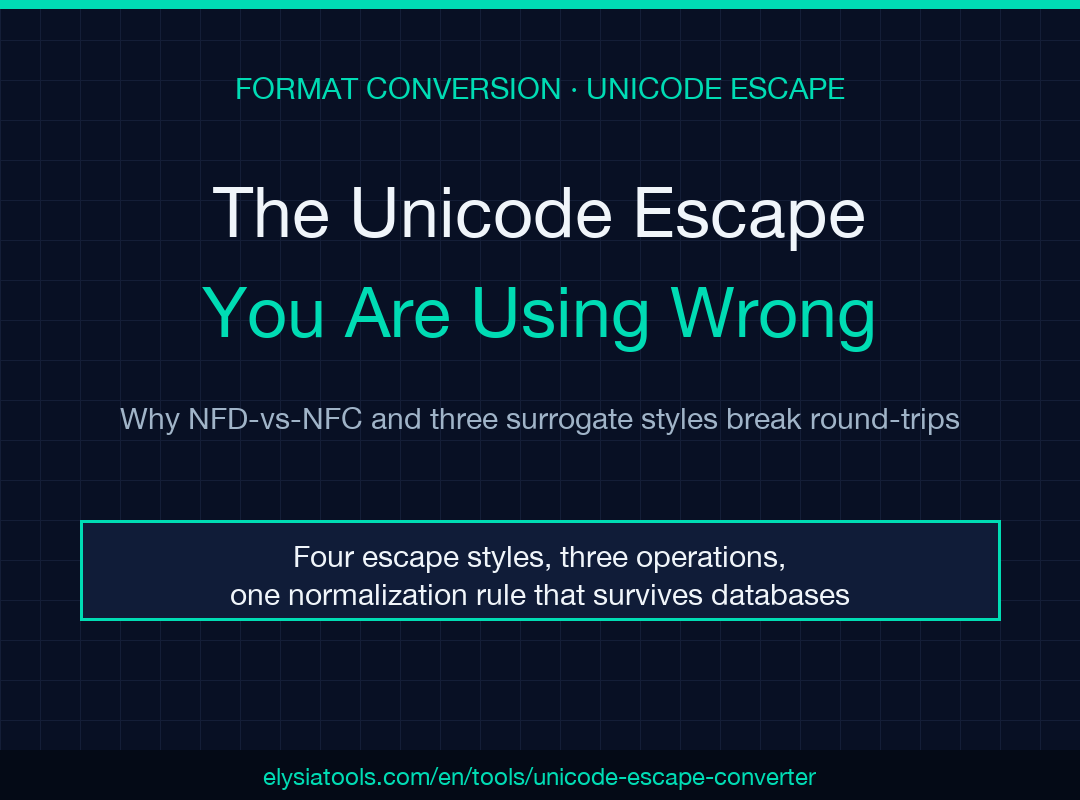 FORMAT CONVERSION · UNICODE ESCAPE
The Unicode Escape
You Are Using Wrong
Why NFD-vs-NFC and three surrogate styles break round-trips
Four escape styles, three operations,
one normalization rule that survives databases
elysiatools.com/en/tools/unicode-escape-converter